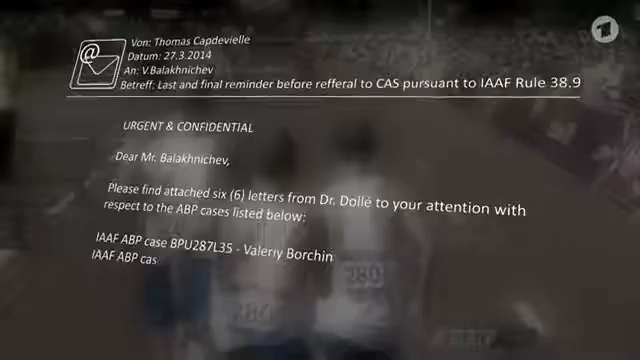 Von: Thomas Capdevielle
Datum: 27.3.2014
An: V.Balakhnichev
Betreff: Last and final reminder before refferal to CAS pursuant to IAAF Rule 38.9
URGENT & CONFIDENTIAL
Dear Mr. Balakhnichev,
Please find attached six (6) letters from Dr. Dollé to your attention with
respect to the ABP cases listed below:
IAAF ABP case BPU287L35 - Valeriy Borchin
IAAF ABP cas